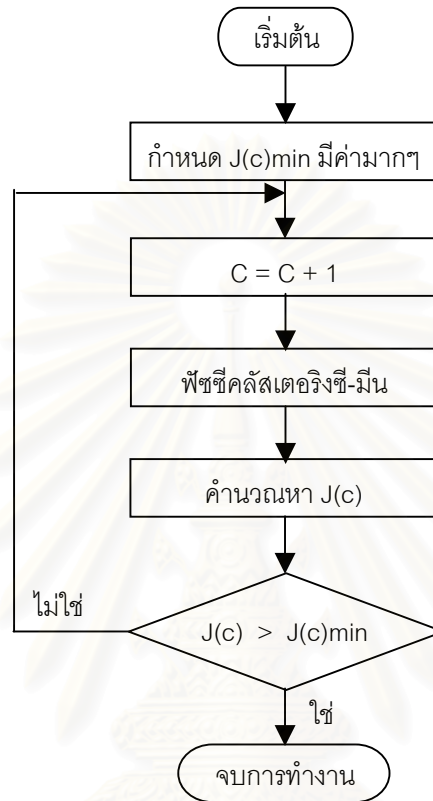 เริ่มต้น
กำหนด J(c)min มีค่ามากๆ
C = C + 1
ฟัซซีคลัสเตอริงซี-มีน
คำนวณหา J(c)
J(c) > J(c)min
ไม่ใช่
ใช่
จบการทำงาน